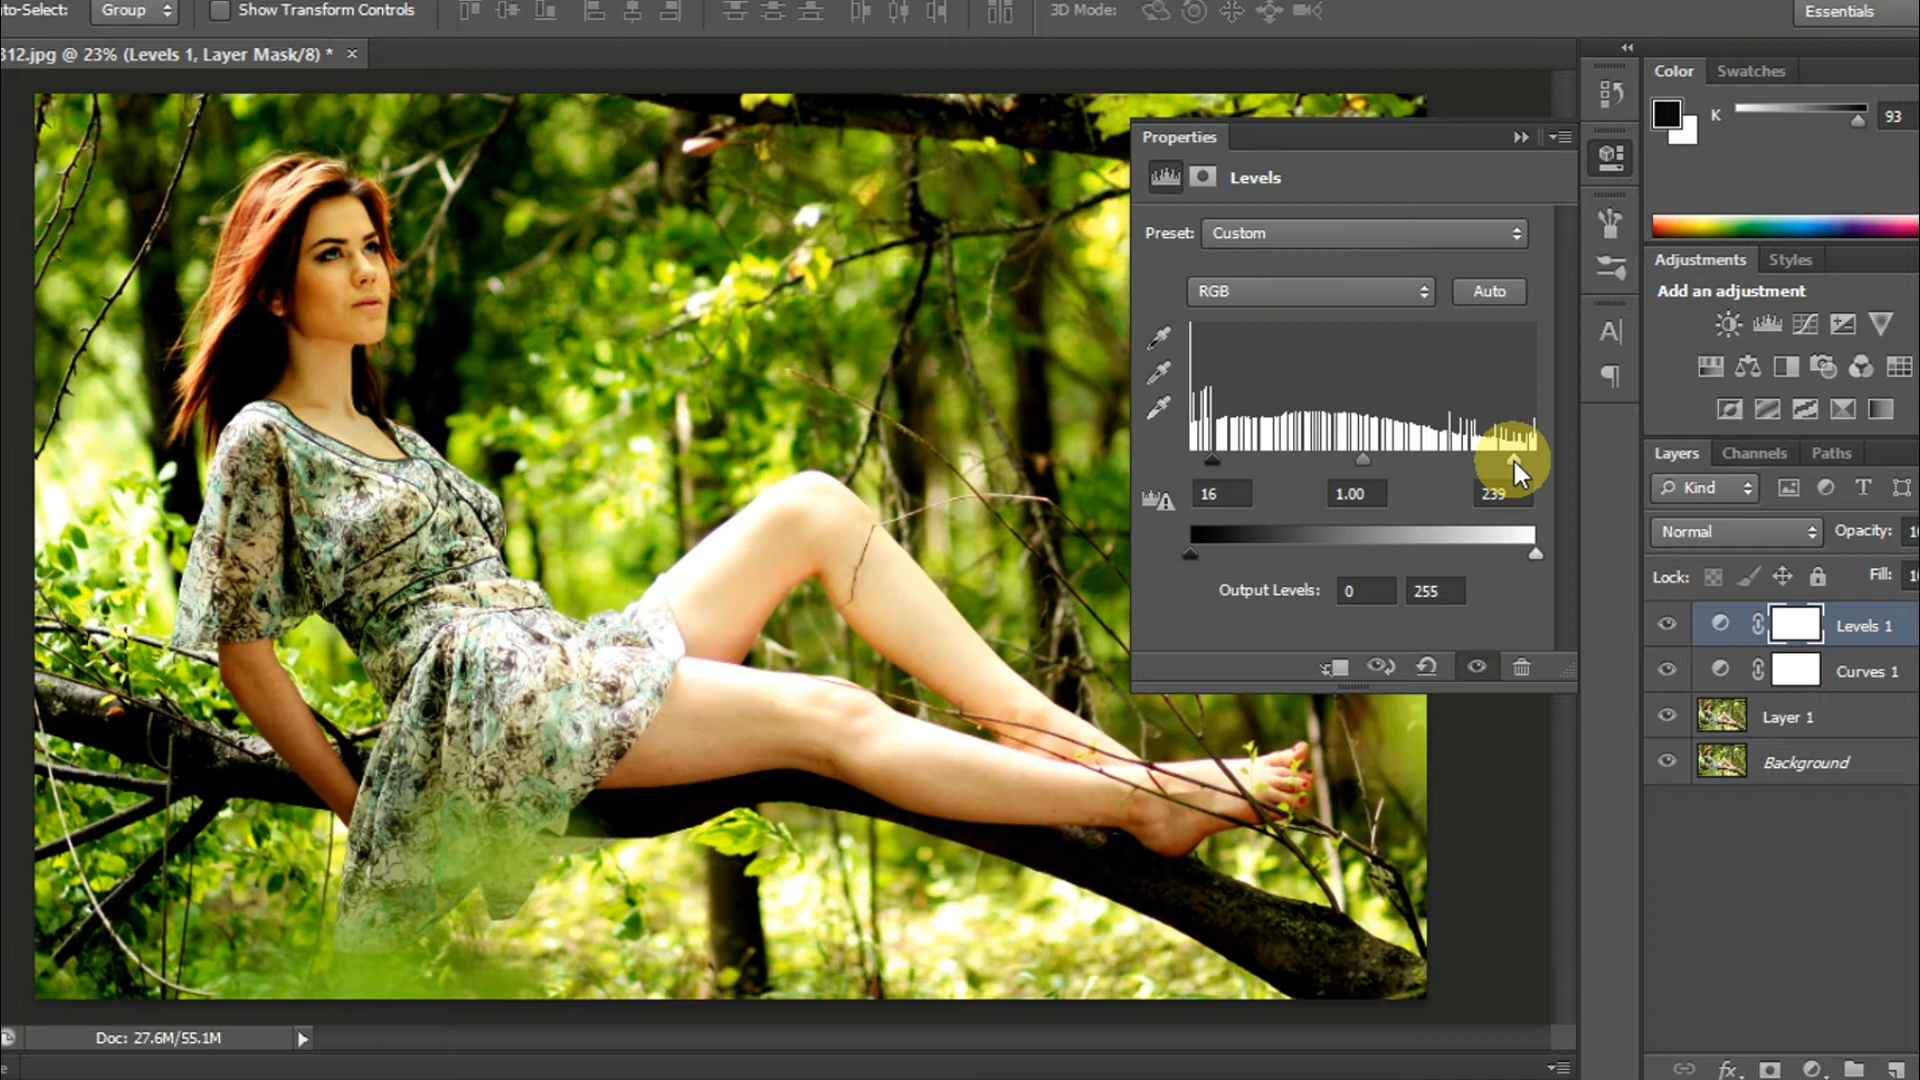 to-Select: Group Show Transform Controls 3D Mode: Essentials
312.jpg @ 23% (Levels 1, Layer Mask/8) * ×
Color Swatches
K 93
Properties
Levels
Preset: Custom
RGB Auto
16 1.00 239
Output Levels: 0 255
Adjustments Styles
Add an adjustment
Layers Channels Paths
Kind
Normal Opacity:
Lock: Fill:
Levels 1
Curves 1
Layer 1
Background
Doc: 27.6M/55.1M
fx